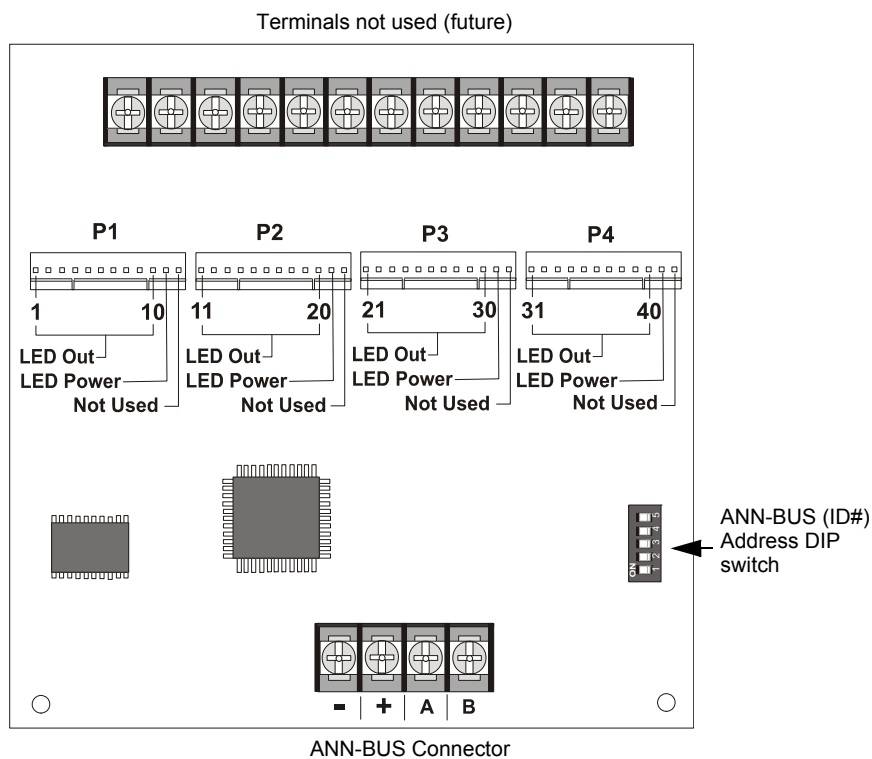 Terminals not used (future)
P1 P2 P3 P4
1 10 11 20 21 30 31 40
LED Out LED Out LED Out LED Out
LED Power LED Power LED Power LED Power
Not Used Not Used Not Used Not Used
ON 1 2 3 4 5
ANN-BUS (ID#)
Address DIP
switch
- + A B
ANN-BUS Connector